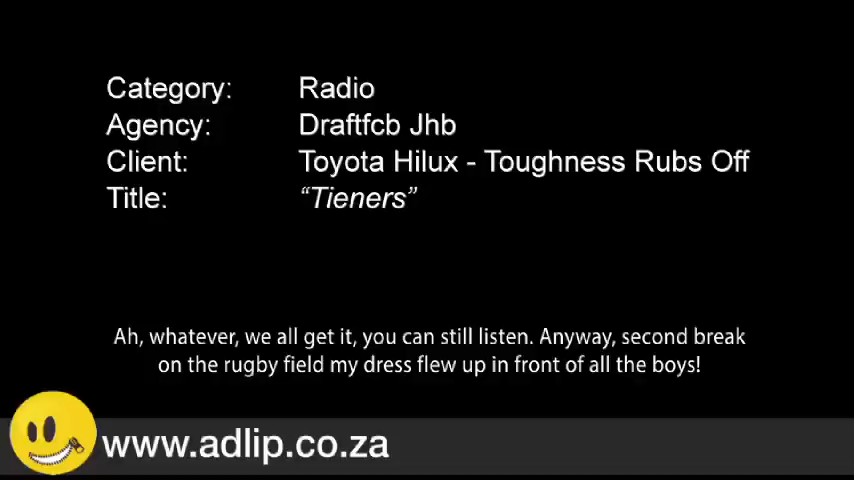 Category: Radio
Agency: Draftfcb Jhb
Client: Toyota Hilux - Toughness Rubs Off
Title: “Tieners”
Ah, whatever, we all get it, you can still listen. Anyway, second break
on the rugby field my dress flew up in front of all the boys!
www.adlip.co.za